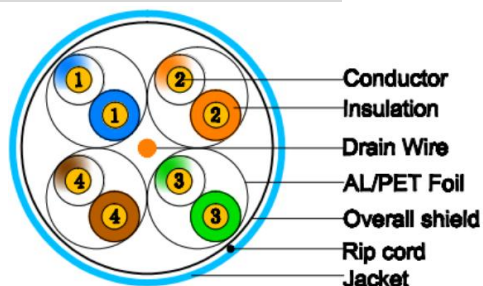 1 2 Conductor
1 2 Insulation
Drain Wire
4 3 AL/PET Foil
4 3 Overall shield
Rip cord
Jacket